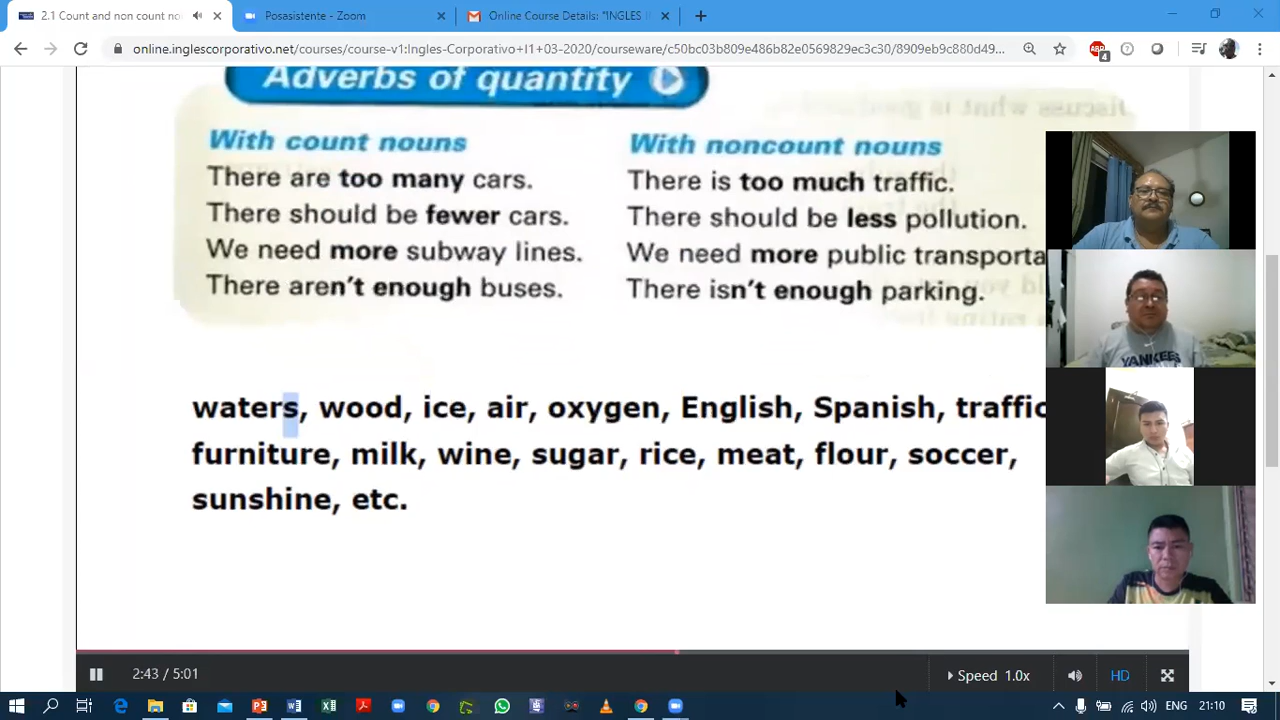 2.1 Count and non count no
Posasistente - Zoom
Online Course Details: "INGLES I
online.inglescorporativo.net/courses/course-v1:Ingles-Corporativo+I1+03-2020/courseware/c50bc03b809e486b82e0569829ec3c30/8909eb9c080d49...
ABP
4
Adverbs of quantity
With count nouns
There are too many cars.
There should be fewer cars.
We need more subway lines.
There aren't enough buses.
With noncount nouns
There is too much traffic.
There should be less pollution.
We need more public transporta
There isn't enough parking.
waters, wood, ice, air, oxygen, English, Spanish, traffic
furniture, milk, wine, sugar, rice, meat, flour, soccer,
sunshine, etc.
YANKEES
2:43 / 5:01
Speed 1.0x
HD
ENG
21:10